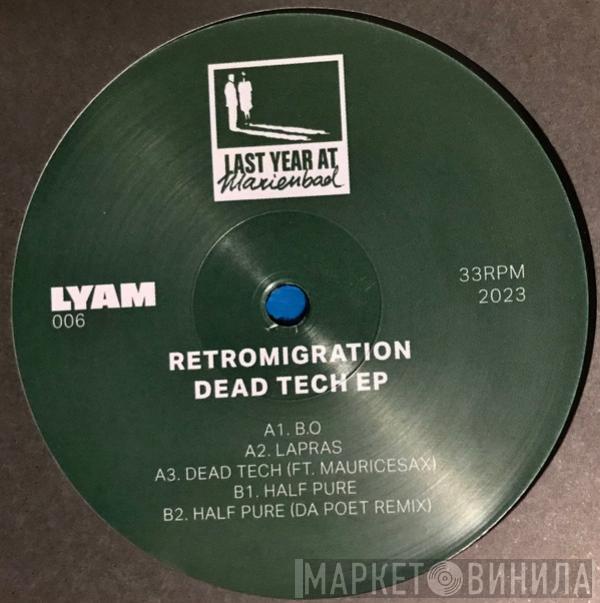 LAST YEAR AT
Marienbad
LYAM
006
33RPM
2023
RETROMIGRATION
DEAD TECH EP
A1. B.O
A2. LAPRAS
A3. DEAD TECH (FT. MAURICESAX)
B1. HALF PURE
B2. HALF PURE (DA POET REMIX)
МАРКЕТ ВИНИЛА